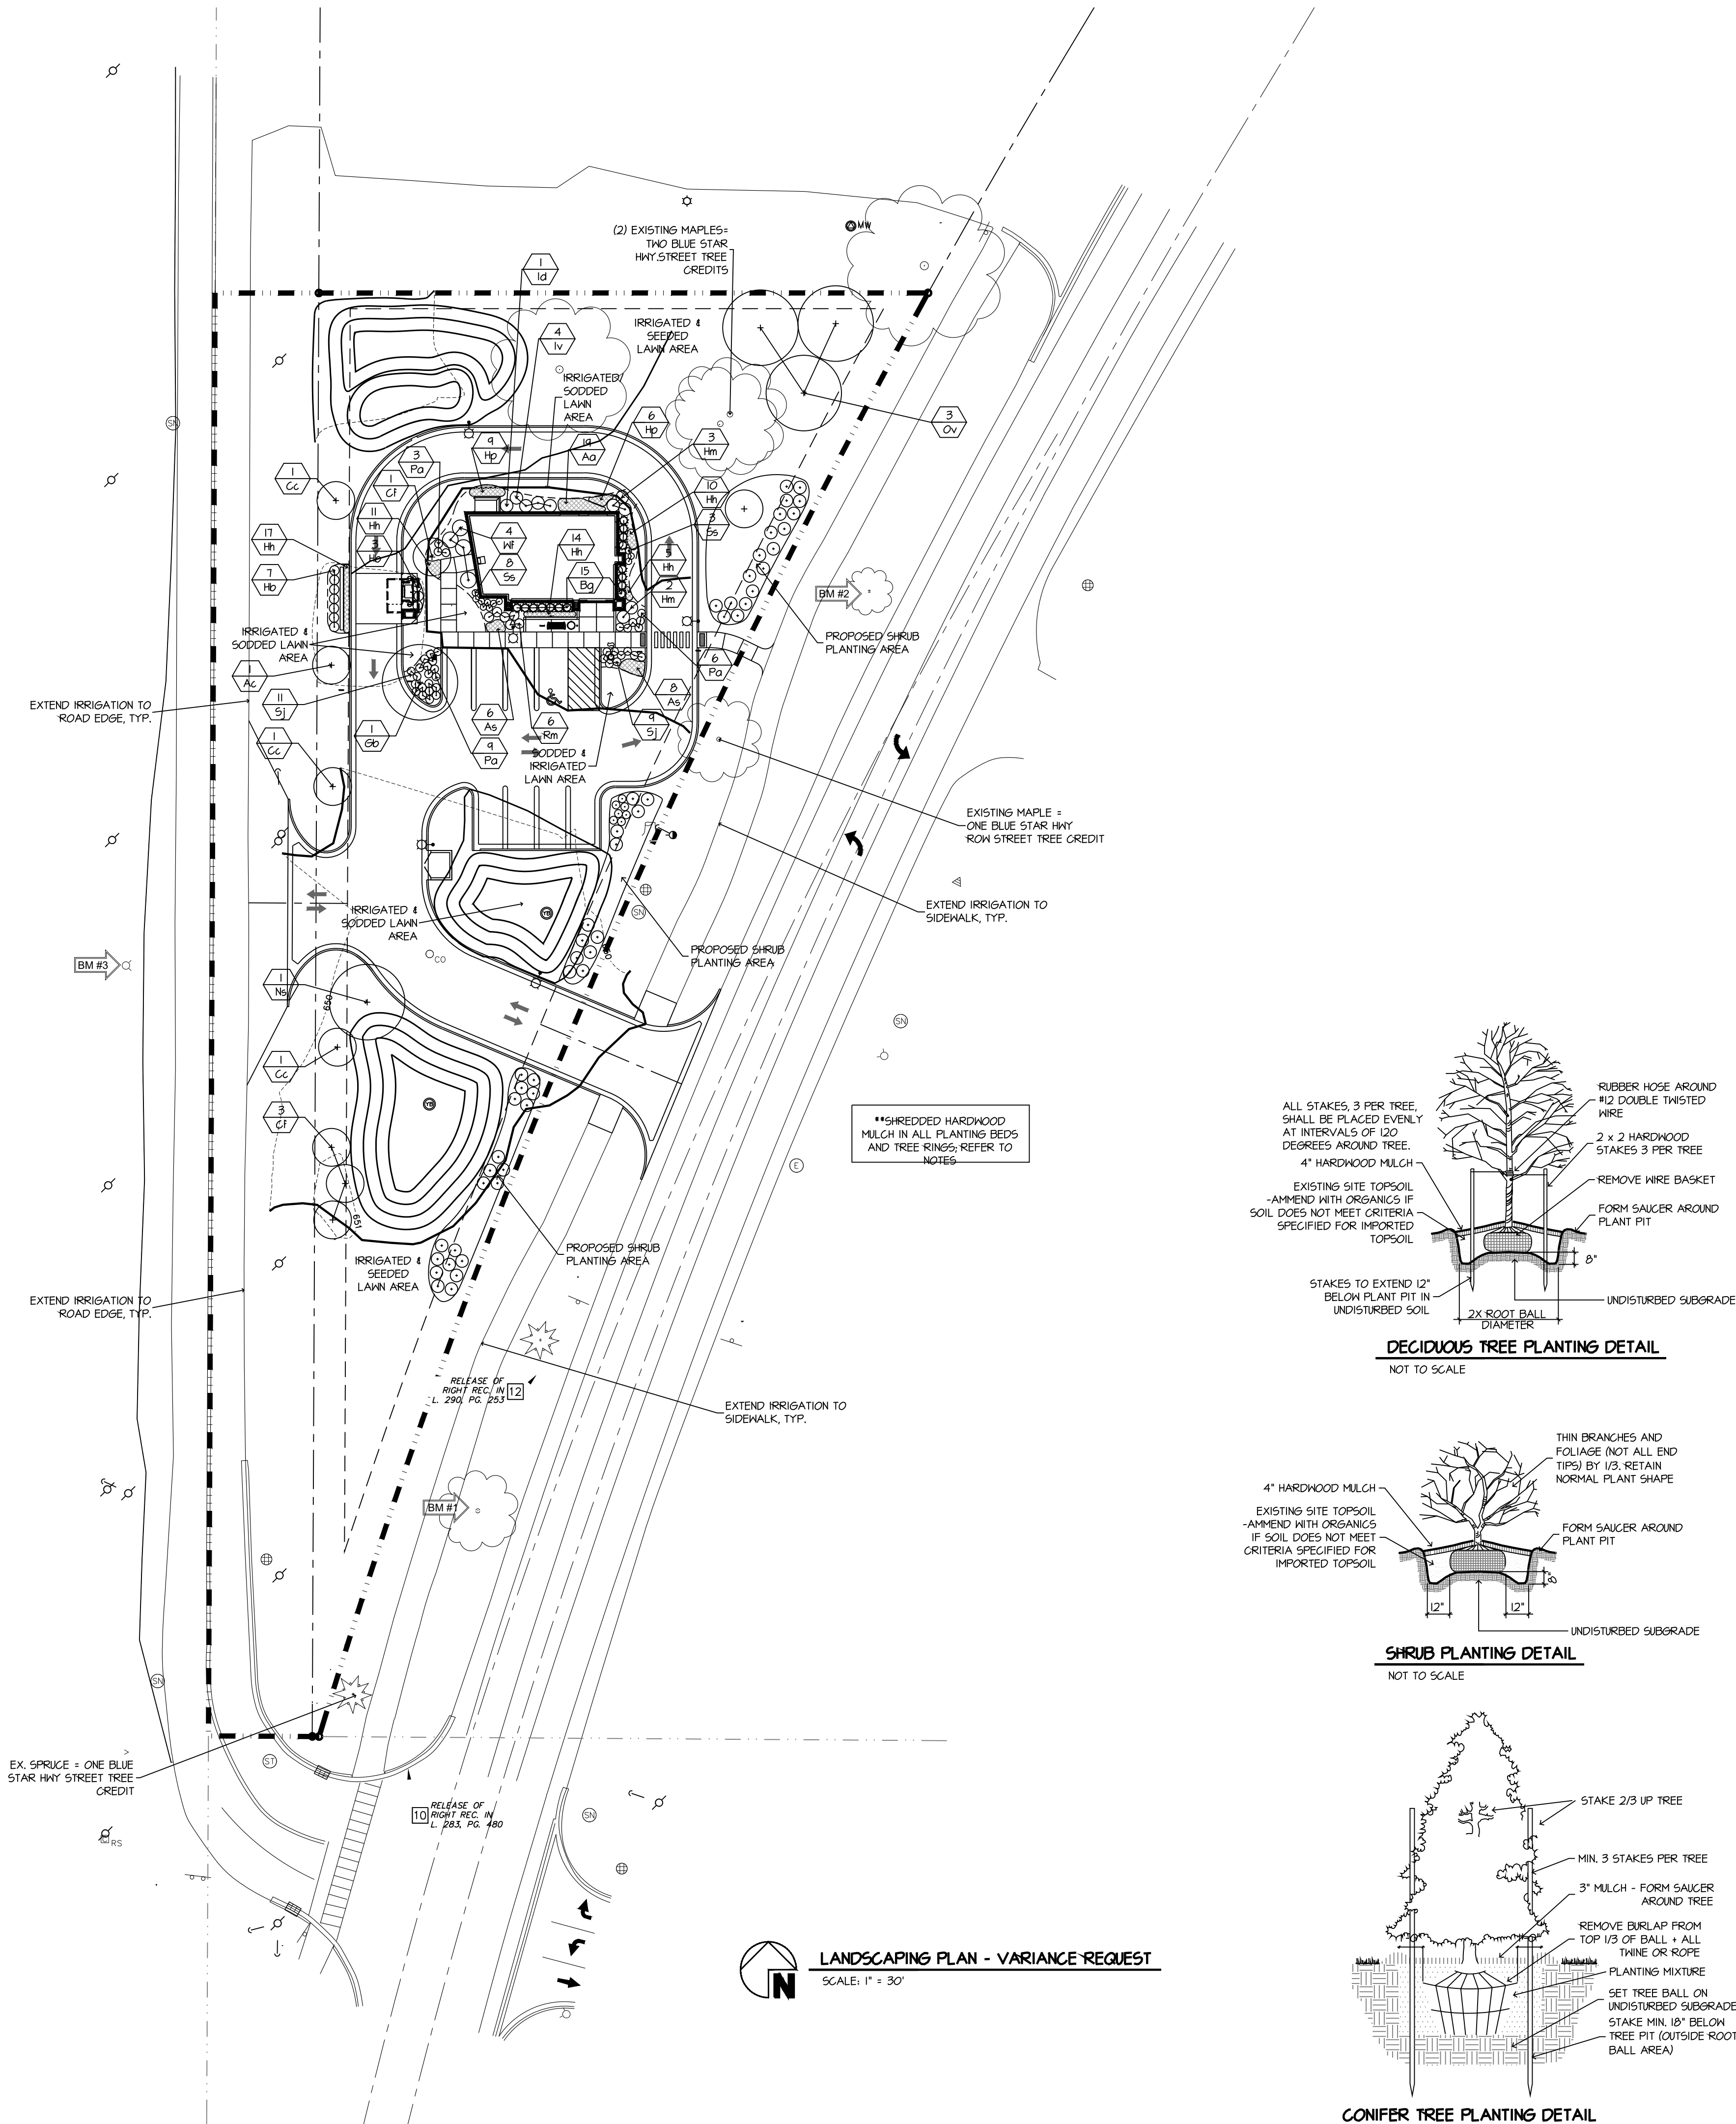 (2) EXISTING MAPLES=
TWO BLUE STAR
HWY.STREET TREE
CREDITS
MW
1
Id
4
Iv
IRRIGATED &
SEEDED
LAWN AREA
IRRIGATED/
SODDED
LAWN
AREA
6
Hp
3
Ov
9
Hp
19
Aa
3
Hm
3
Pa
1
Cc
1
Cf
10
Hh
11
Hh
3
Ss
17
Hh
3
Hb
4
Wf
14
Hh
5
Hh
7
Hb
8
Ss
15
Bg
2
Hm
BM #2
IRRIGATED &
SODDED LAWN
AREA
PROPOSED SHRUB
PLANTING AREA
1
Ac
6
Pa
11
Sj
8
As
EXTEND IRRIGATION TO
ROAD EDGE, TYP.
1
Cc
1
Gb
6
As
6
Rm
9
Sj
9
Pa
SODDED &
IRRIGATED
LAWN AREA
EXISTING MAPLE =
ONE BLUE STAR HWY
ROW STREET TREE CREDIT
IRRIGATED &
SODDED LAWN
AREA
YB
SN
SN
EXTEND IRRIGATION TO
SIDEWALK, TYP.
CO
PROPOSED SHRUB
PLANTING AREA
BM #3
1
Ns
650
SN
1
Cc
YB
3
Cf
651
**SHREDDED HARDWOOD
MULCH IN ALL PLANTING BEDS
AND TREE RINGS; REFER TO
NOTES
E
IRRIGATED &
SEEDED
LAWN AREA
PROPOSED SHRUB
PLANTING AREA
EXTEND IRRIGATION TO
ROAD EDGE, TYP.
RELEASE OF
RIGHT REC. IN
L. 290, PG. 253
12
EXTEND IRRIGATION TO
SIDEWALK, TYP.
BM #1
SN
ST
EX. SPRUCE = ONE BLUE
STAR HWY STREET TREE
CREDIT
10
RELEASE OF
RIGHT REC. IN
L. 283, PG. 480
SN
RS
N
LANDSCAPING PLAN - VARIANCE REQUEST
SCALE: 1" = 30'
ALL STAKES, 3 PER TREE,
SHALL BE PLACED EVENLY
AT INTERVALS OF 120
DEGREES AROUND TREE.
4" HARDWOOD MULCH
EXISTING SITE TOPSOIL
-AMMEND WITH ORGANICS IF
SOIL DOES NOT MEET CRITERIA
SPECIFIED FOR IMPORTED
TOPSOIL
STAKES TO EXTEND 12"
BELOW PLANT PIT IN
UNDISTURBED SOIL
RUBBER HOSE AROUND
#12 DOUBLE TWISTED
WIRE
2 x 2 HARDWOOD
STAKES 3 PER TREE
REMOVE WIRE BASKET
FORM SAUCER AROUND
PLANT PIT
8"
UNDISTURBED SUBGRADE
2X ROOT BALL
DIAMETER
DECIDUOUS TREE PLANTING DETAIL
NOT TO SCALE
THIN BRANCHES AND
FOLIAGE (NOT ALL END
TIPS) BY 1/3. RETAIN
NORMAL PLANT SHAPE
4" HARDWOOD MULCH
EXISTING SITE TOPSOIL
-AMMEND WITH ORGANICS
IF SOIL DOES NOT MEET
CRITERIA SPECIFIED FOR
IMPORTED TOPSOIL
FORM SAUCER AROUND
PLANT PIT
8"
12"
12"
UNDISTURBED SUBGRADE
SHRUB PLANTING DETAIL
NOT TO SCALE
STAKE 2/3 UP TREE
MIN. 3 STAKES PER TREE
3" MULCH - FORM SAUCER
AROUND TREE
REMOVE BURLAP FROM
TOP 1/3 OF BALL + ALL
TWINE OR ROPE
PLANTING MIXTURE
SET TREE BALL ON
UNDISTURBED SUBGRADE
STAKE MIN. 18" BELOW
TREE PIT (OUTSIDE ROOT
BALL AREA)
CONIFER TREE PLANTING DETAIL